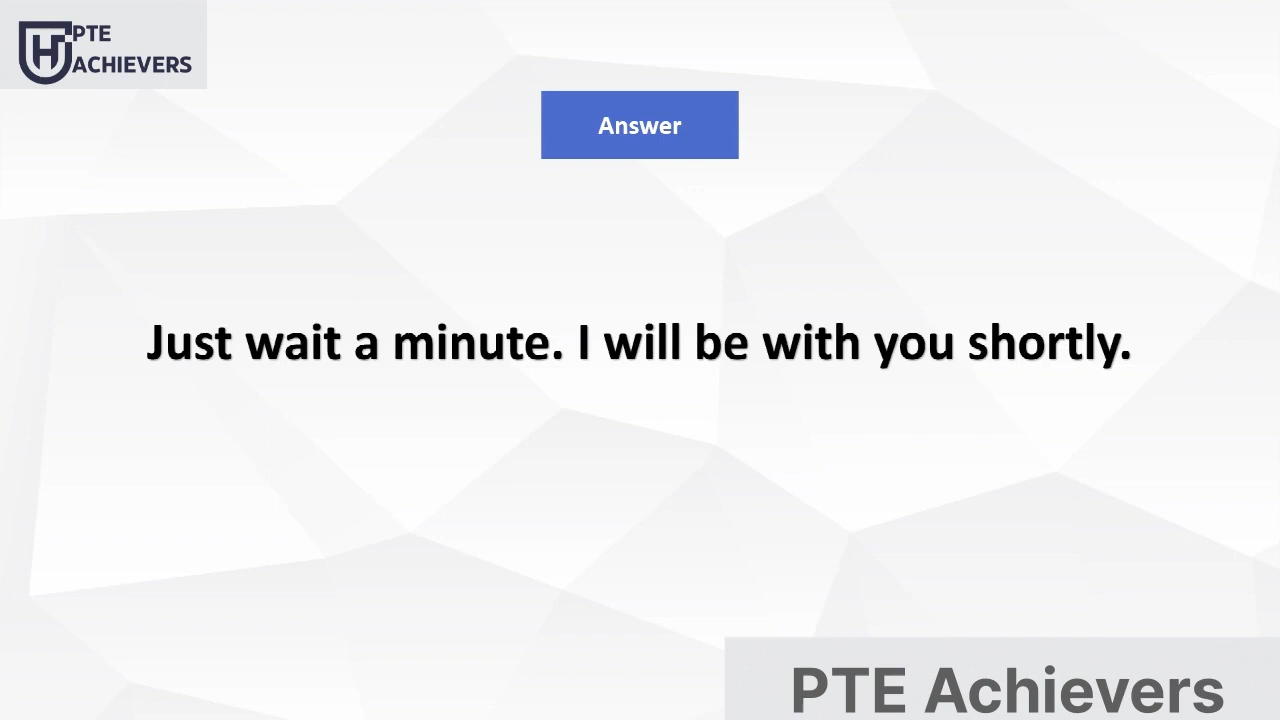 PTE
ACHIEVERS
Answer
Just wait a minute. I will be with you shortly.
PTE Achievers